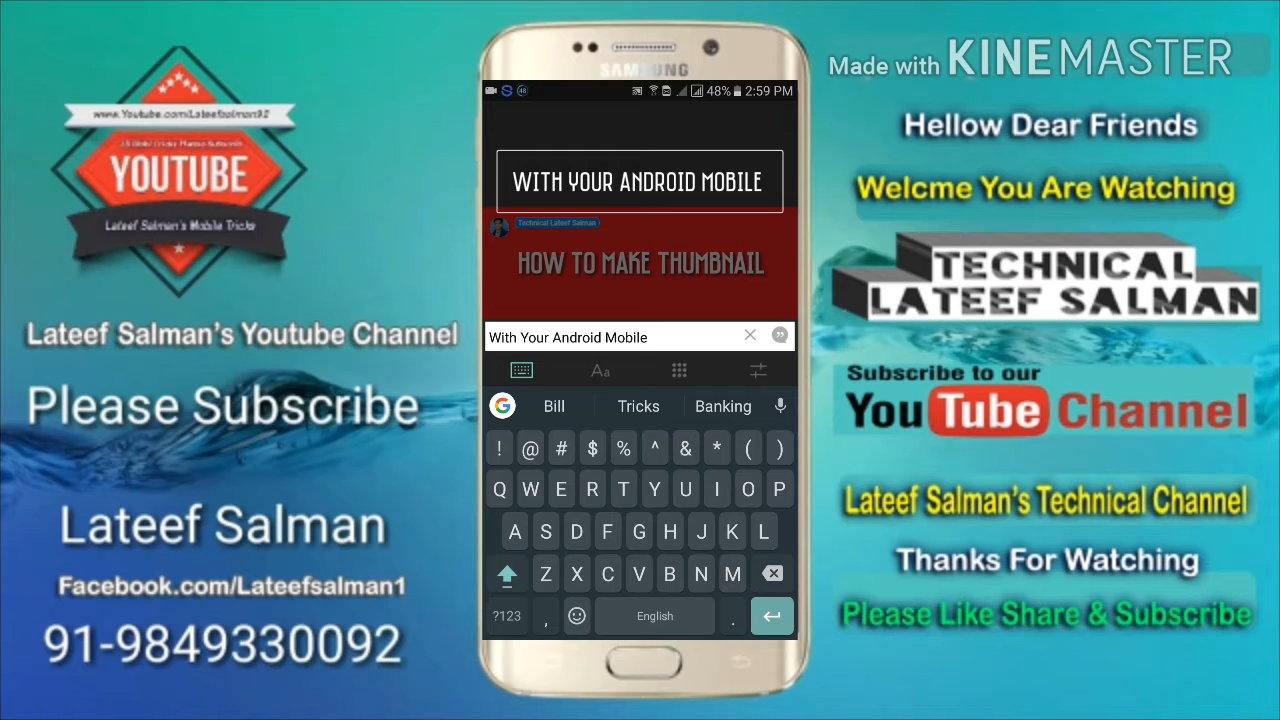 www.Youtube.com/Lateefsalman92
YOUTUBE
Lateef Salman's Mobile Tricks
Lateef Salman's Youtube Channel
Please Subscribe
Lateef Salman
Facebook.com/Lateefsalman1
91-9849330092
SAMSUNG
48
48% 2:59 PM
WITH YOUR ANDROID MOBILE
Technical Lateef Salman
HOW TO MAKE THUMBNAIL
With Your Android Mobile
Aa
G Bill Tricks Banking
! @ # $ % ^ & * ( )
Q W E R T Y U I O P
A S D F G H J K L
Z X C V B N M
?123 , English .
Made with KINEMASTER
Hellow Dear Friends
Welcme You Are Watching
TECHNICAL
LATEEF SALMAN
Subscribe to our
YouTube Channel
Lateef Salman's Technical Channel
Thanks For Watching
Please Like Share & Subscribe